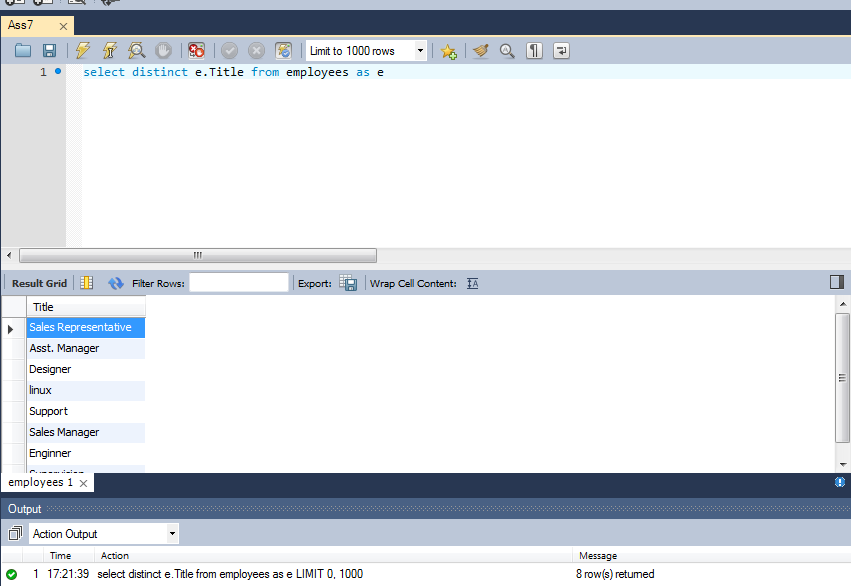 Ass7
Limit to 1000 rows
1 select distinct e.Title from employees as e
Result Grid Filter Rows: Export: Wrap Cell Content:
Title
Sales Representative
Asst. Manager
Designer
linux
Support
Sales Manager
Enginner
employees 1
Output
Action Output
Time Action Message
1 17:21:39 select distinct e.Title from employees as e LIMIT 0, 1000 8 row(s) returned